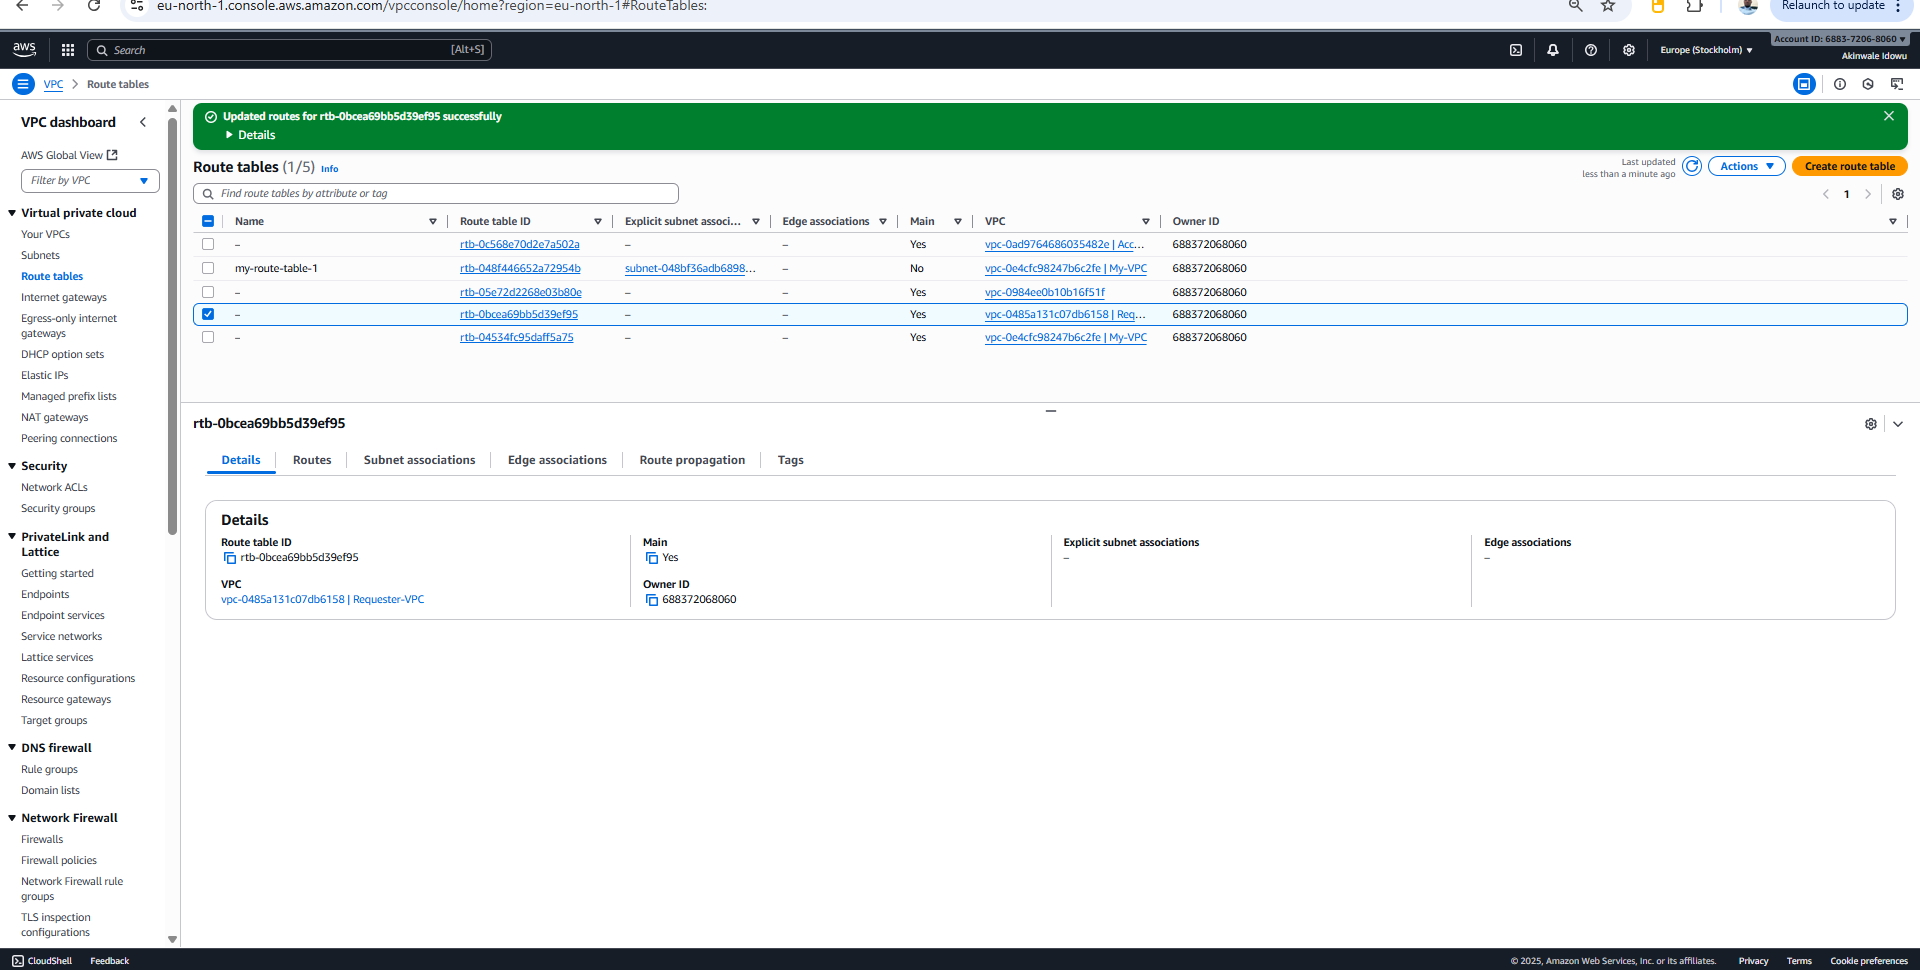 eu-north-1.console.aws.amazon.com/vpcconsole/home?region=eu-north-1#RouteTables:
Relaunch to update
aws
Search [Alt+S]
Europe (Stockholm)
Account ID: 6883-7206-8060
Akinwale Idowu
VPC > Route tables
VPC dashboard
AWS Global View
Filter by VPC
Virtual private cloud
Your VPCs
Subnets
Route tables
Internet gateways
Egress-only internet
gateways
DHCP option sets
Elastic IPs
Managed prefix lists
NAT gateways
Peering connections
Security
Network ACLs
Security groups
PrivateLink and
Lattice
Getting started
Endpoints
Endpoint services
Service networks
Lattice services
Resource configurations
Resource gateways
Target groups
DNS firewall
Rule groups
Domain lists
Network Firewall
Firewalls
Firewall policies
Network Firewall rule
groups
TLS inspection
configurations
Updated routes for rtb-0bcea69bb5d39ef95 successfully
Details
Route tables (1/5) Info
Last updated
less than a minute ago
Actions
Create route table
Find route tables by attribute or tag
1
Name Route table ID Explicit subnet associ... Edge associations Main VPC Owner ID
– rtb-0c568e70d2e7a502a – – Yes vpc-0ad9764686035482e | Acc... 688372068060
my-route-table-1 rtb-048f446652a72954b subnet-048bf36adb6898... – No vpc-0e4cfc98247b6c2fe | My-VPC 688372068060
– rtb-05e72d2268e03b80e – – Yes vpc-0984ee0b10b16f51f 688372068060
– rtb-0bcea69bb5d39ef95 – – Yes vpc-0485a131c07db6158 | Req... 688372068060
– rtb-04534fc95daff5a75 – – Yes vpc-0e4cfc98247b6c2fe | My-VPC 688372068060
rtb-0bcea69bb5d39ef95
Details Routes Subnet associations Edge associations Route propagation Tags
Details
Route table ID
rtb-0bcea69bb5d39ef95
VPC
vpc-0485a131c07db6158 | Requester-VPC
Main
Yes
Owner ID
688372068060
Explicit subnet associations
–
Edge associations
–
CloudShell Feedback
© 2025, Amazon Web Services, Inc. or its affiliates. Privacy Terms Cookie preferences